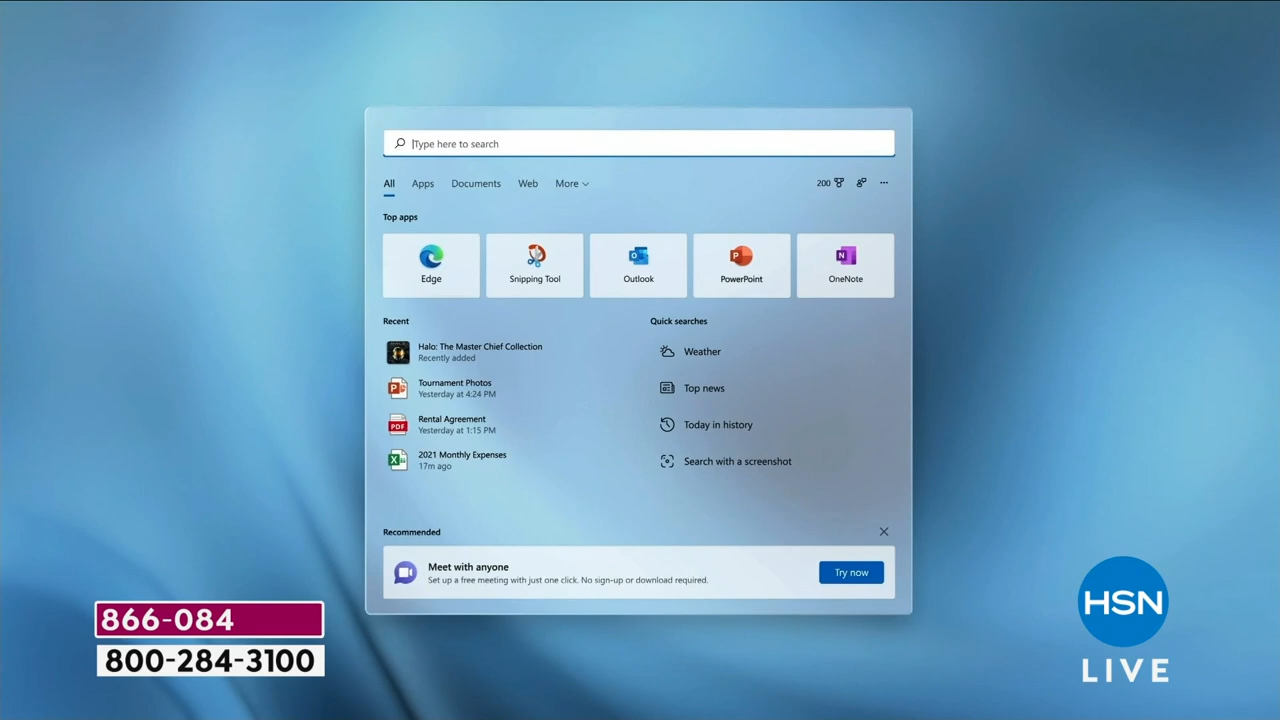 Type here to search
All Apps Documents Web More 200
Top apps
Edge Snipping Tool Outlook PowerPoint OneNote
Recent
Halo: The Master Chief Collection
Recently added
Tournament Photos
Yesterday at 4:24 PM
PDF
Rental Agreement
Yesterday at 1:15 PM
2021 Monthly Expenses
17m ago
Quick searches
Weather
Top news
Today in history
Search with a screenshot
Recommended
Meet with anyone
Set up a free meeting with just one click. No sign-up or download required.
Try now
866-084
800-284-3100
HSN
LIVE